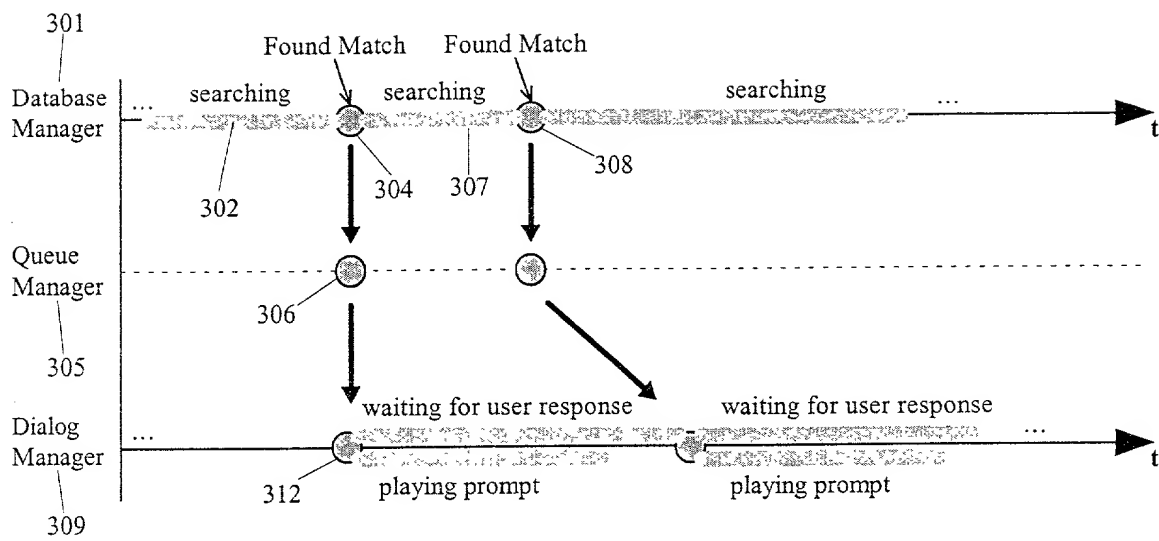 301
Found Match
Found Match
Database
Manager
...
searching
searching
searching
...
t
302
304
307
308
Queue
Manager
306
305
waiting for user response
waiting for user response
Dialog
Manager
...
...
t
312
playing prompt
playing prompt
309